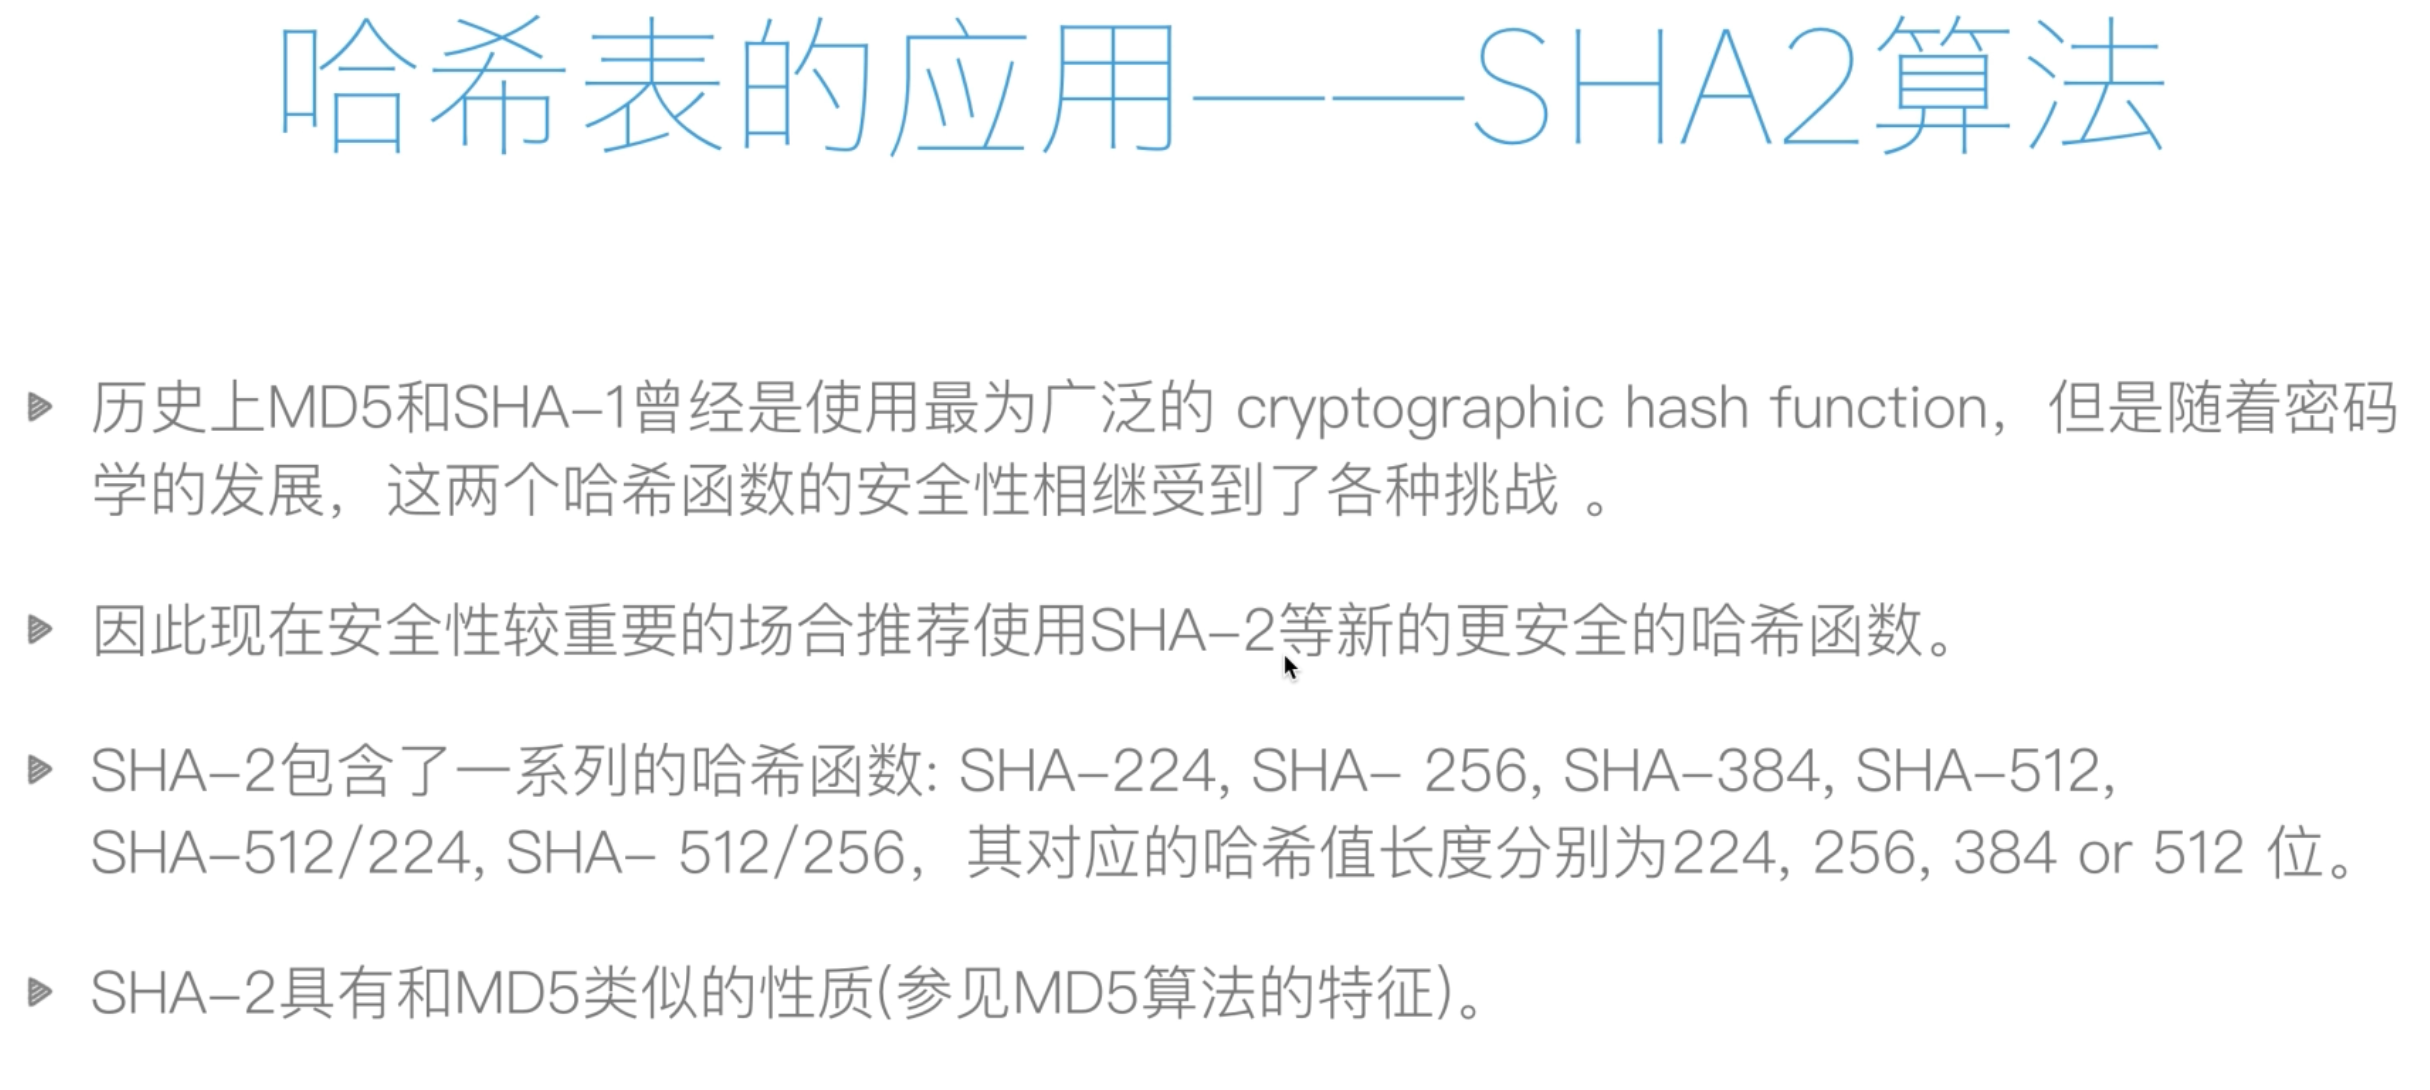 哈希表的应用——SHA2算法
历史上MD5和SHA-1曾经是使用最为广泛的 cryptographic hash function，但是随着密码
学的发展，这两个哈希函数的安全性相继受到了各种挑战 。
因此现在安全性较重要的场合推荐使用SHA-2等新的更安全的哈希函数。
SHA-2包含了一系列的哈希函数: SHA-224, SHA- 256, SHA-384, SHA-512,
SHA-512/224, SHA- 512/256，其对应的哈希值长度分别为224, 256, 384 or 512 位。
SHA-2具有和MD5类似的性质(参见MD5算法的特征)。